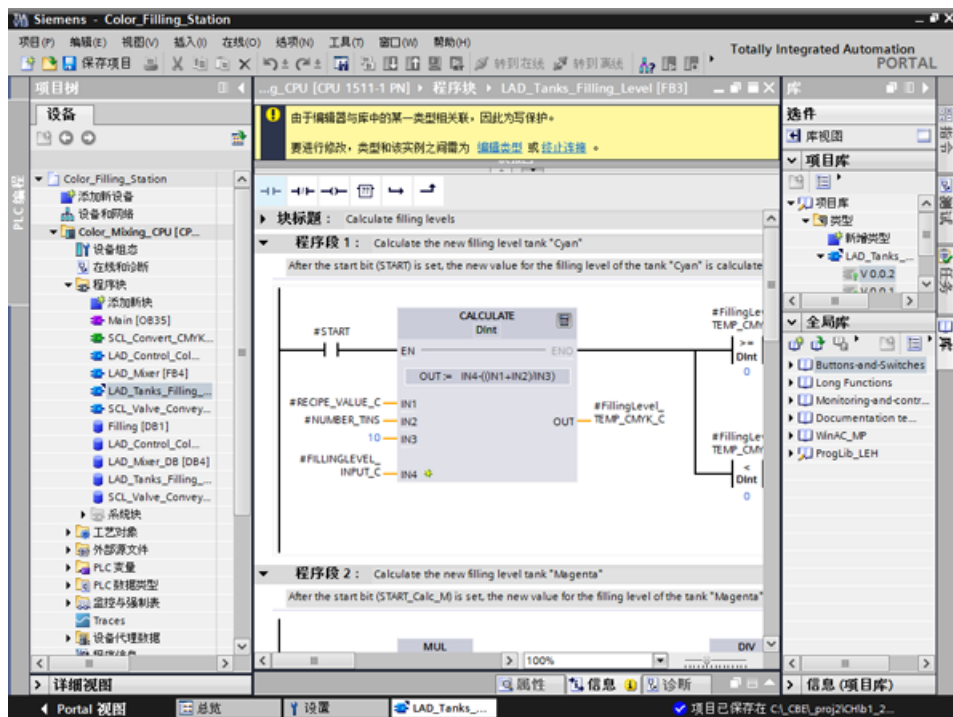 Siemens - Color_Filling_Station
项目(P) 编辑(E) 视图(V) 插入(I) 在线(O) 选项(N) 工具(T) 窗口(W) 帮助(H)
Totally Integrated Automation
PORTAL
保存项目
转到在线
转到离线
项目树
...g_CPU [CPU 1511-1 PN] 程序块 LAD_Tanks_Filling_Level [FB3]
库
设备
由于编辑器与库中的某一类型相关联，因此为写保护。
要进行修改，类型和该实例之间需为 编辑类型 或 终止连接 。
选件
库视图
PLC 编程
Color_Filling_Station
添加新设备
设备和网络
Color_Mixing_CPU [CP...
设备组态
在线和诊断
程序块
添加新块
Main [OB35]
SCL_Convert_CMYK...
LAD_Control_Col...
LAD_Mixer [FB4]
LAD_Tanks_Filling_...
SCL_Valve_Convey...
Filling [DB1]
LAD_Control_Col...
LAD_Mixer_DB [DB4]
LAD_Tanks_Filling_...
SCL_Valve_Convey...
系统块
工艺对象
外部源文件
PLC 变量
PLC 数据类型
监控与强制表
Traces
设备代理数据
块标题： Calculate filling levels
程序段 1： Calculate the new filling level tank "Cyan"
After the start bit (START) is set, the new value for the filling level of the tank "Cyan" is calculate
#START
CALCULATE
DInt
EN
ENO
OUT := IN4-((IN1+IN2)/IN3)
#RECIPE_VALUE_C
IN1
#NUMBER_TINS
IN2
10
IN3
#FILLINGLEVEL_
INPUT_C
IN4
OUT
#FillingLevel_
TEMP_CMYK_C
#FillingLe
TEMP_CMY
>=
DInt
0
#FillingLe
TEMP_CMY
<
DInt
0
程序段 2： Calculate the new filling level tank "Magenta"
After the start bit (START_Calc_M) is set, the new value for the filling level of the tank "Magenta"
MUL
DIV
100%
项目库
项目库
类型
新增类型
LAD_Tanks_...
V 0.0.2
V 0.0.1
全局库
Buttons-and-Switches
Long Functions
Monitoring-and-contr...
Documentation te...
WinAC_MP
ProgLib_LEH
详细视图
属性
信息
诊断
信息 (项目库)
Portal 视图
总览
设置
LAD_Tanks_...
项目已保存在 C:\_CBE\_proj2\CH\b1_2...